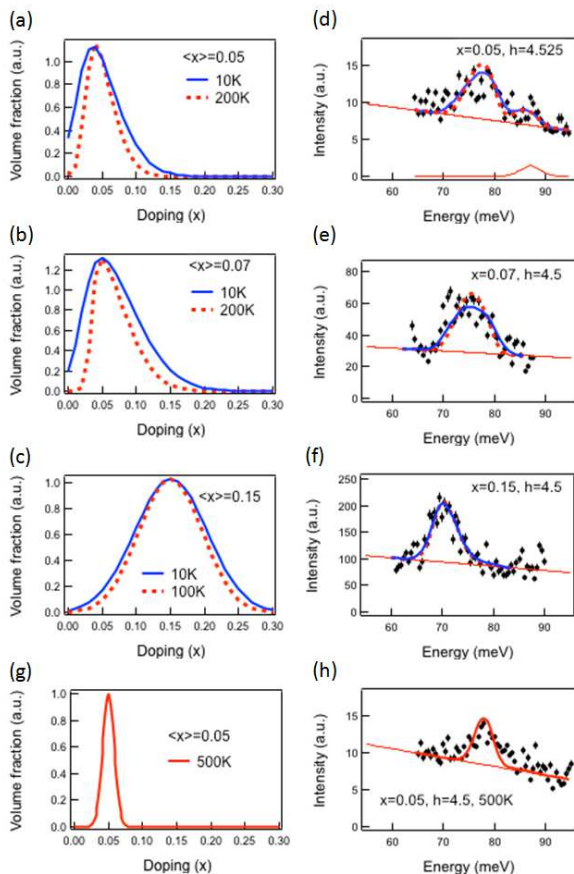 (a)
Volume fraction (a.u.)
1.0
0.8
0.6
0.4
0.2
0.0
<x>=0.05
10K
200K
0.00 0.05 0.10 0.15 0.20 0.25 0.30
Doping (x)
(d)
Intensity (a.u.)
15
10
5
0
x=0.05, h=4.525
60 70 80 90
Energy (meV)
(b)
Volume fraction (a.u.)
1.2
1.0
0.8
0.6
0.4
0.2
0.0
<x>=0.07
10K
200K
0.00 0.05 0.10 0.15 0.20 0.25 0.30
Doping (x)
(e)
Intensity (a.u.)
80
60
40
20
0
x=0.07, h=4.5
60 70 80 90
Energy (meV)
(c)
Volume fraction (a.u.)
1.0
0.8
0.6
0.4
0.2
0.0
<x>=0.15
10K
100K
0.00 0.05 0.10 0.15 0.20 0.25 0.30
Doping (x)
(f)
Intensity (a.u.)
250
200
150
100
50
0
x=0.15, h=4.5
60 70 80 90
Energy (meV)
(g)
Volume fraction (a.u.)
1.0
0.8
0.6
0.4
0.2
0.0
<x>=0.05
500K
0.00 0.05 0.10 0.15 0.20 0.25 0.30
Doping (x)
(h)
Intensity (a.u.)
15
10
5
0
x=0.05, h=4.5, 500K
60 70 80 90
Energy (meV)